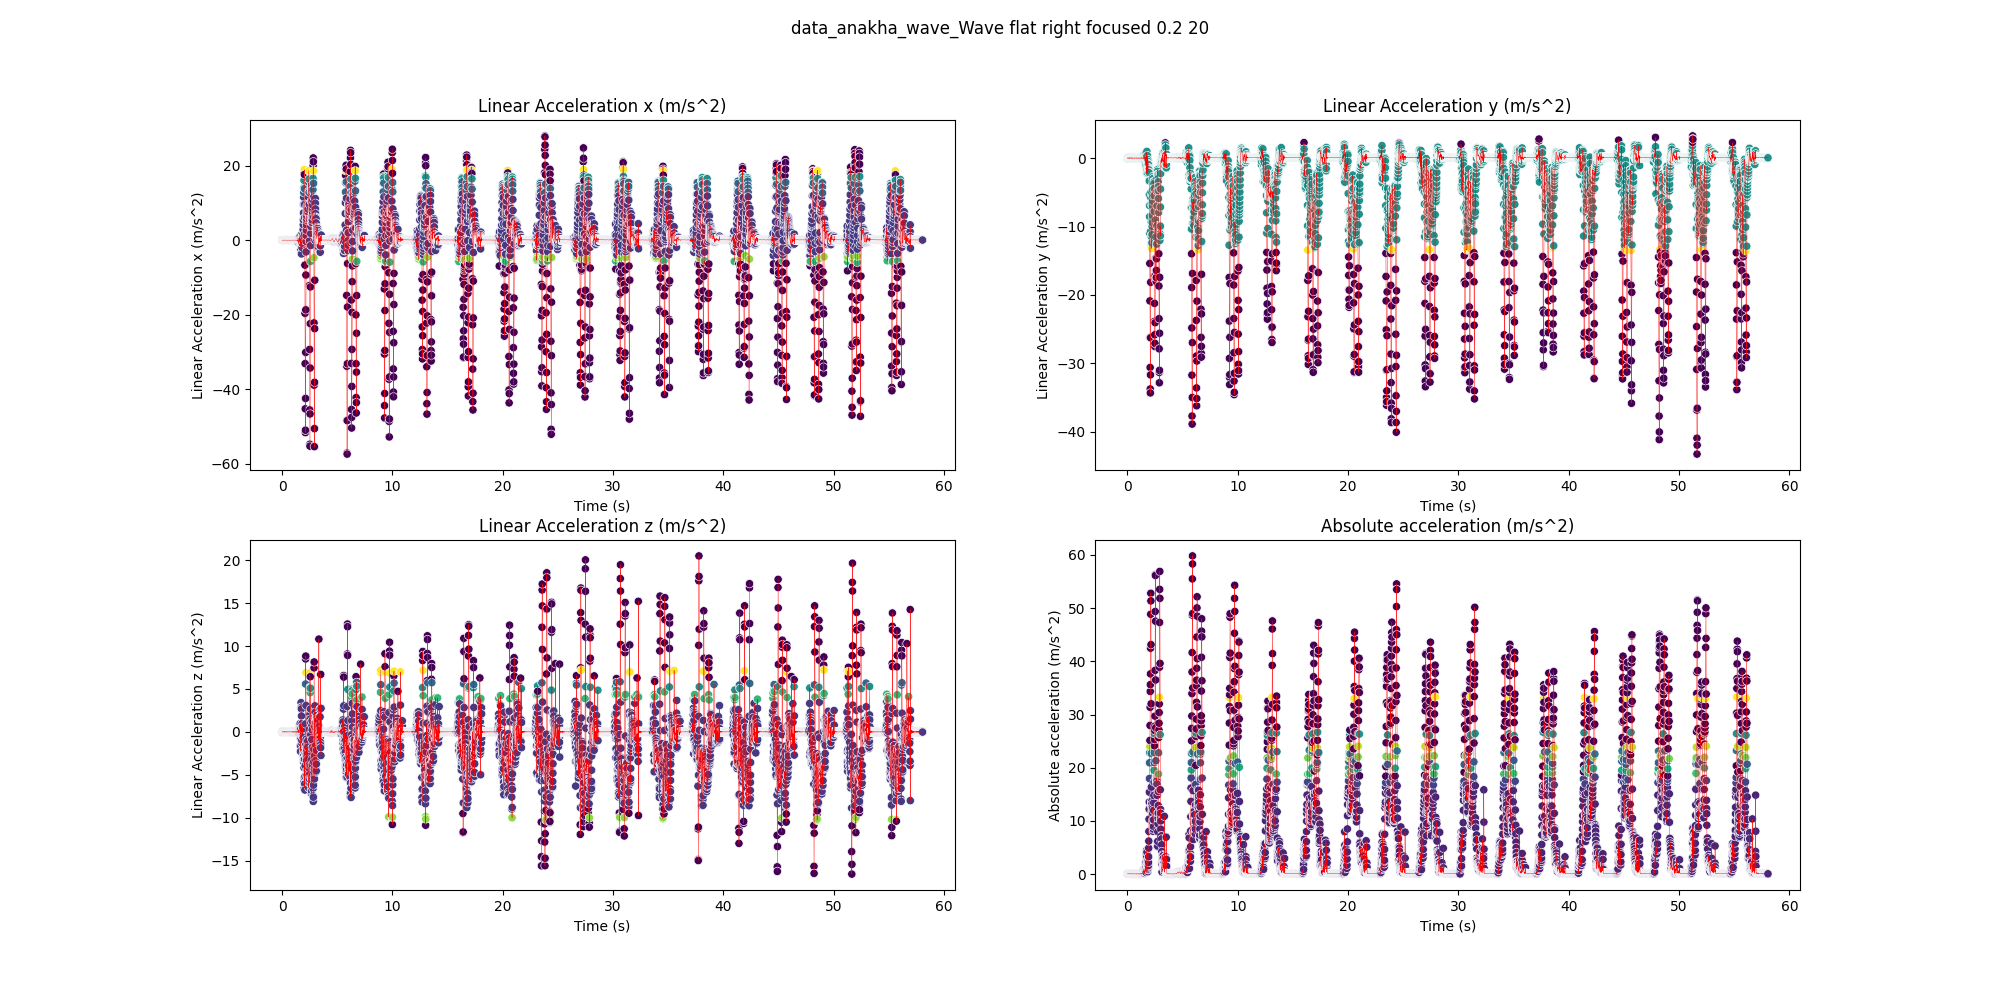 data_anakha_wave_Wave flat right focused 0.2 20
Linear Acceleration x (m/s^2)
Linear Acceleration x (m/s^2)
20
0
−20
−40
−60
0 10 20 30 40 50 60
Time (s)
Linear Acceleration y (m/s^2)
Linear Acceleration y (m/s^2)
0
−10
−20
−30
−40
0 10 20 30 40 50 60
Time (s)
Linear Acceleration z (m/s^2)
Linear Acceleration z (m/s^2)
20
15
10
5
0
−5
−10
−15
0 10 20 30 40 50 60
Time (s)
Absolute acceleration (m/s^2)
Absolute acceleration (m/s^2)
60
50
40
30
20
10
0
0 10 20 30 40 50 60
Time (s)